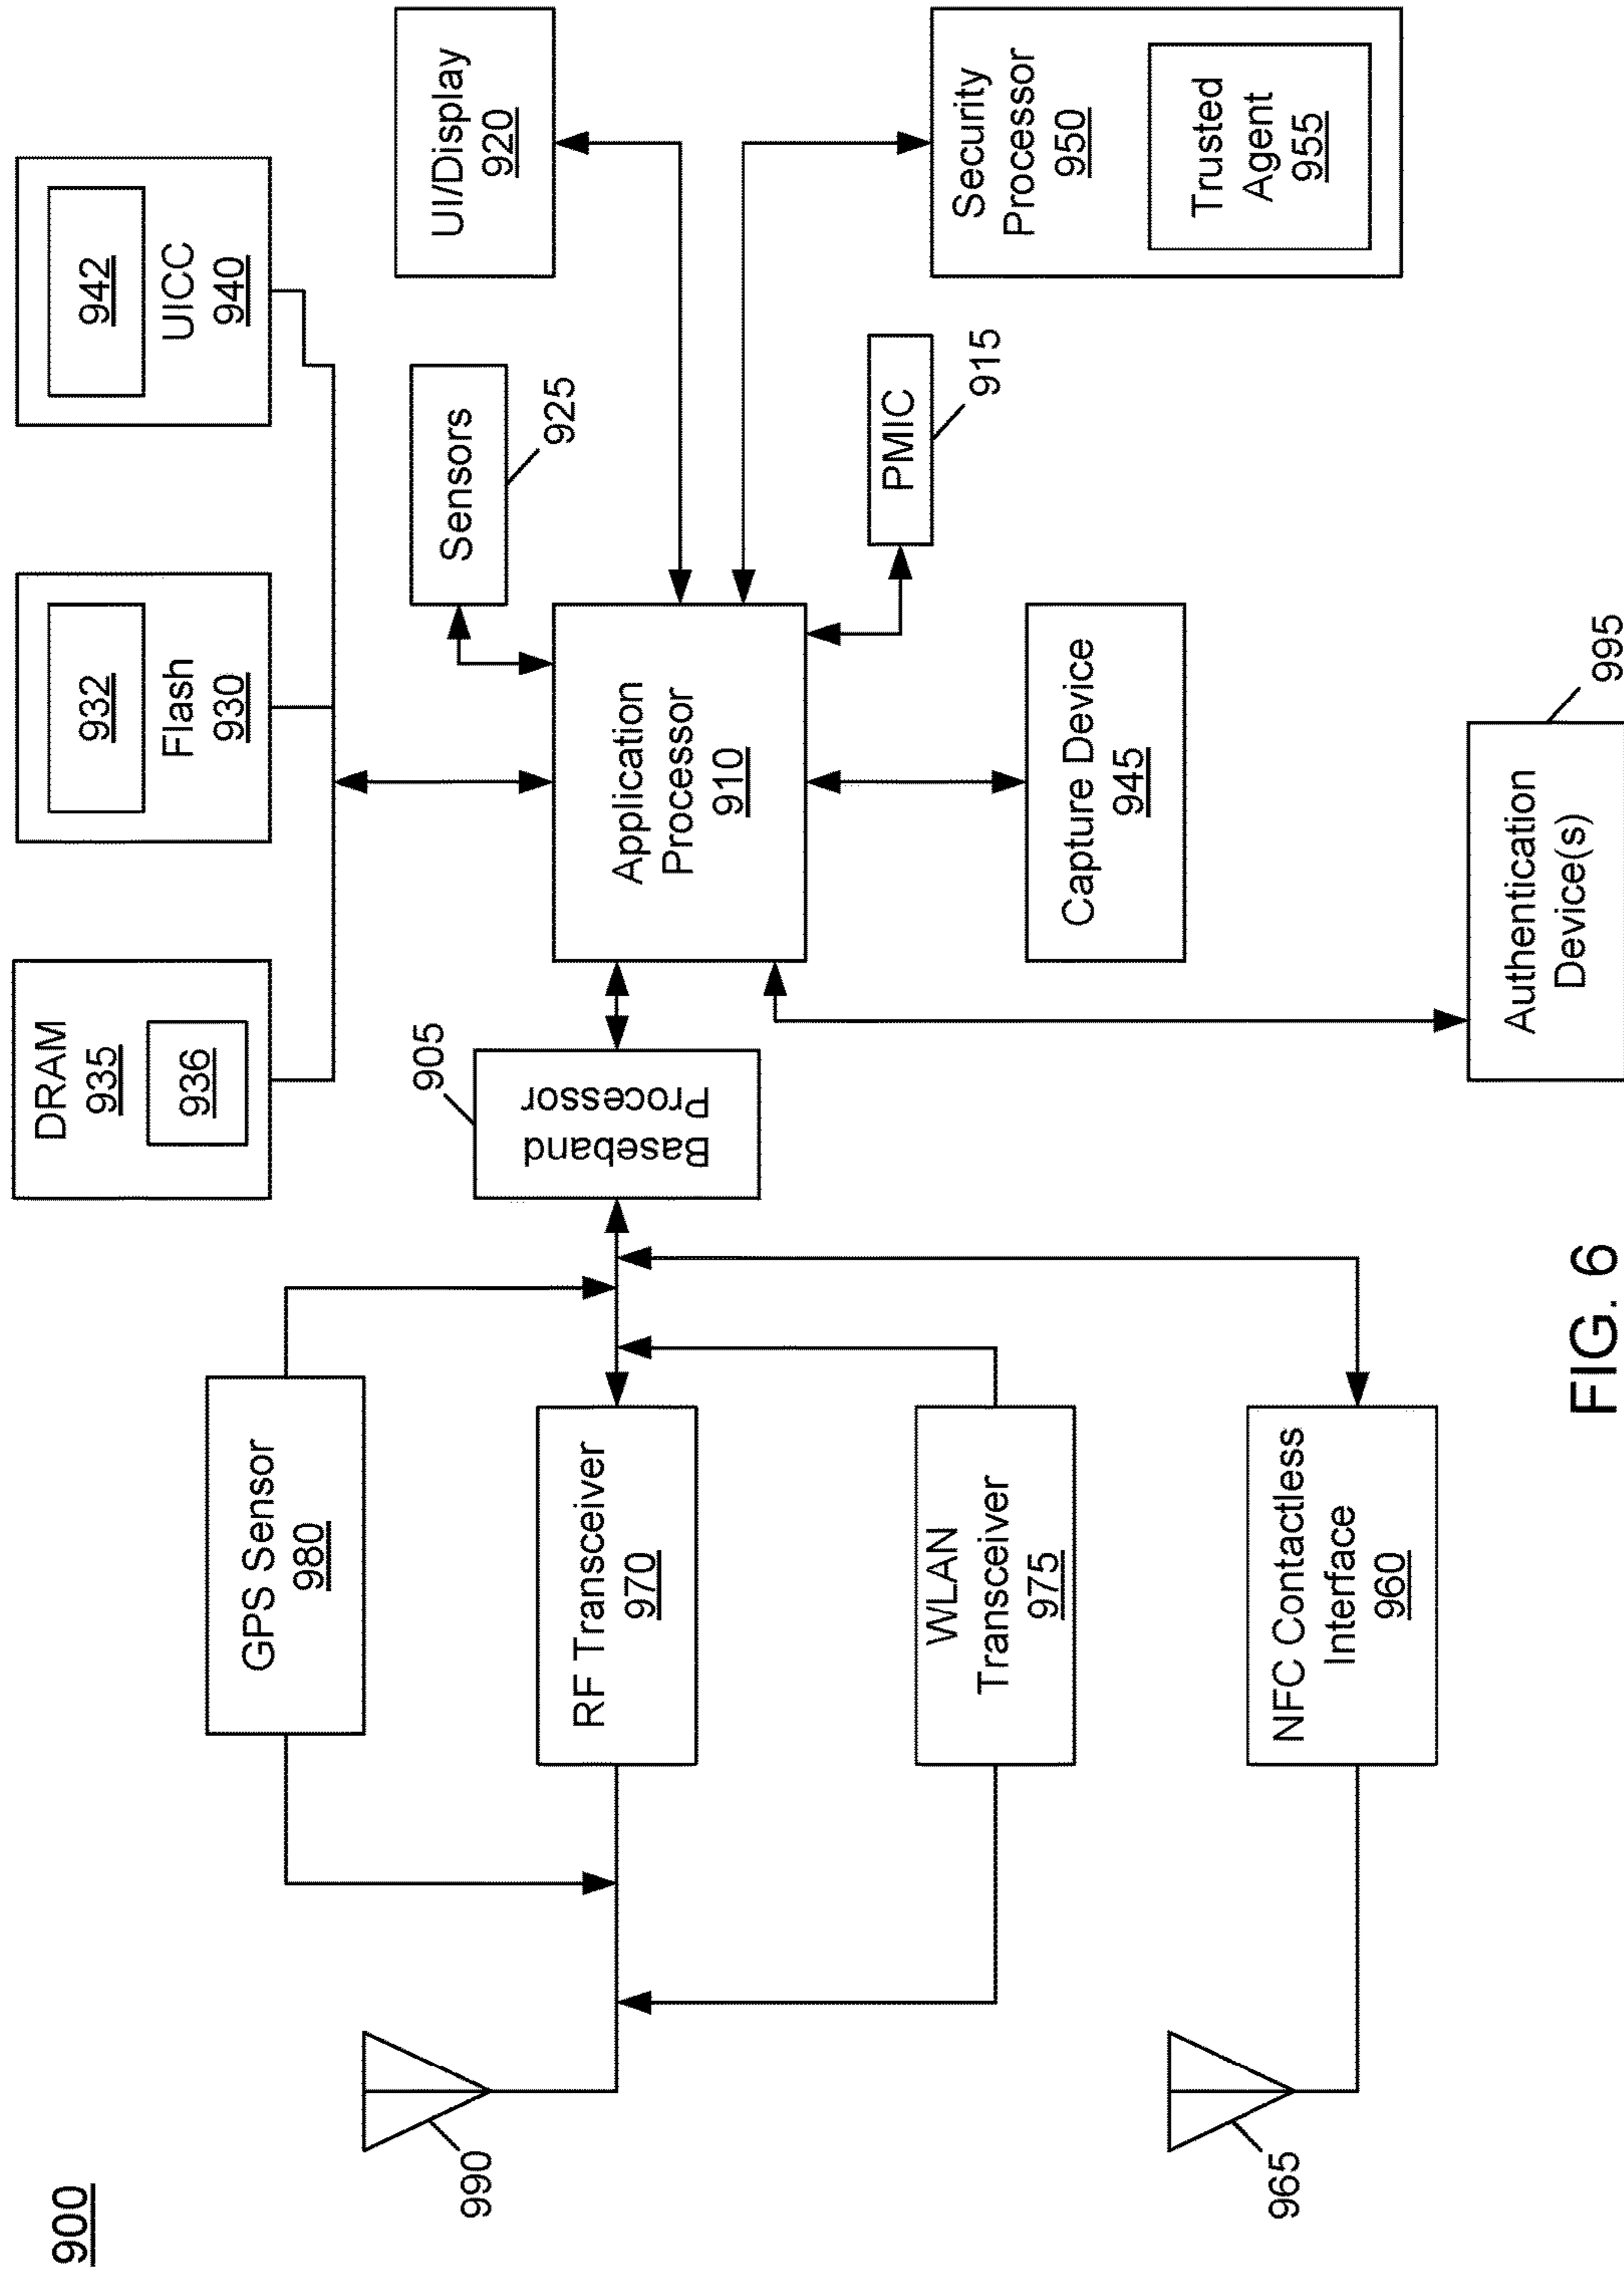 900
DRAM
935
936
932
Flash
930
942
UICC
940
GPS Sensor
980
990
RF Transceiver
970
905
Baseband
Processor
Sensors
925
UI/Display
920
Application
Processor
910
WLAN
Transceiver
975
PMIC
915
Security
Processor
950
Trusted
Agent
955
Capture Device
945
965
NFC Contactless
Interface
960
Authentication
Device(s)
995
FIG. 6